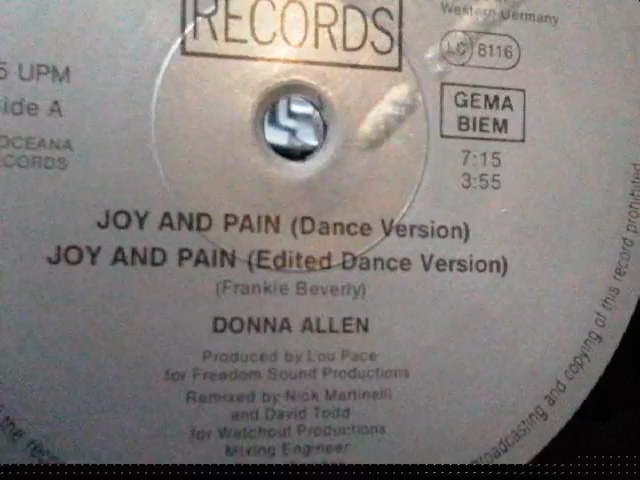 RECORDS
Western Germany
LC 8116
5 UPM
ide A
OCEANA
CORDS
GEMA
BIEM
7:15
3:55
JOY AND PAIN (Dance Version)
JOY AND PAIN (Edited Dance Version)
(Frankie Beverly)
DONNA ALLEN
Produced by Lou Pace
for Freedom Sound Productions
Remixed by Nick Martinelli
and David Todd
for Watchout Productions
Mixing Engineer
broadcasting and copying of this record prohibited
the reco